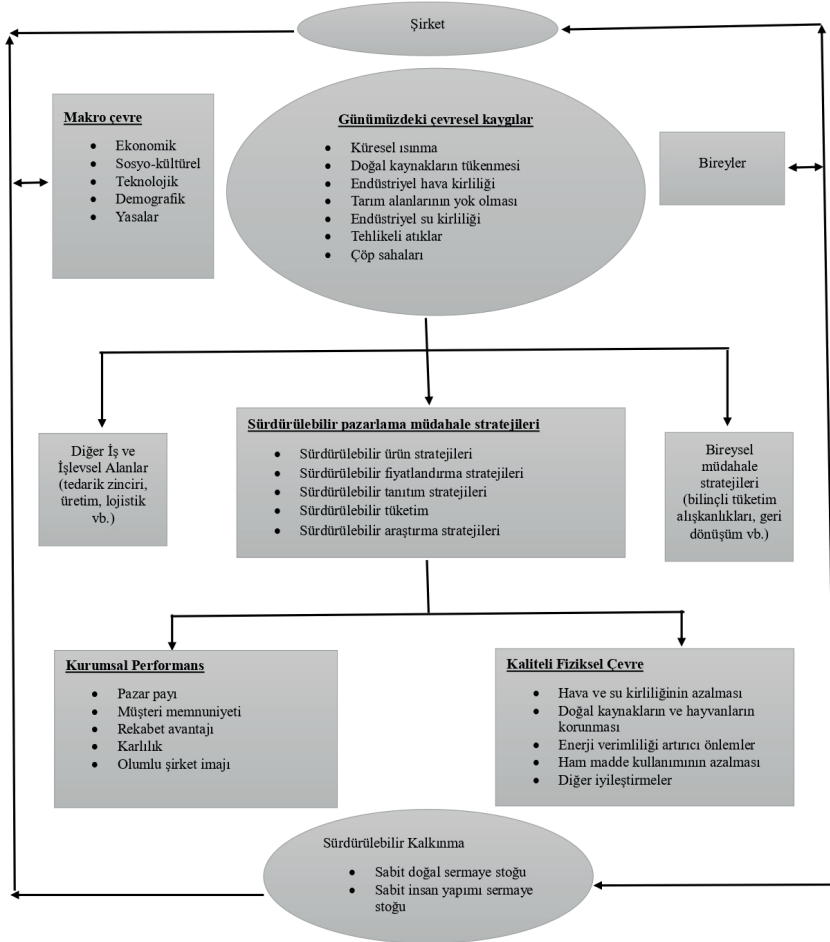 Şirket
Makro çevre
• Ekonomik
• Sosyo-kültürel
• Teknolojik
• Demografik
• Yasalar
Günümüzdeki çevresel kaygılar
• Küresel ısınma
• Doğal kaynakların tükenmesi
• Endüstriyel hava kirliliği
• Tarım alanlarının yok olması
• Endüstriyel su kirliliği
• Tehlikeli atıklar
• Çöp sahaları
Bireyler
Diğer İş ve
İşlevsel Alanlar
(tedarik zinciri,
üretim, lojistik
vb.)
Sürdürülebilir pazarlama müdahale stratejileri
• Sürdürülebilir ürün stratejileri
• Sürdürülebilir fiyatlandırma stratejileri
• Sürdürülebilir tanıtım stratejileri
• Sürdürülebilir tüketim
• Sürdürülebilir araştırma stratejileri
Bireysel
müdahale
stratejileri
(bilinçli tüketim
alışkanlıkları, geri
dönüşüm vb.)
Kurumsal Performans
• Pazar payı
• Müşteri memnuniyeti
• Rekabet avantajı
• Karlılık
• Olumlu şirket imajı
Kaliteli Fiziksel Çevre
• Hava ve su kirliliğinin azalması
• Doğal kaynakların ve hayvanların
korunması
• Enerji verimliliği artırıcı önlemler
• Ham madde kullanımının azalması
• Diğer iyileştirmeler
Sürdürülebilir Kalkınma
• Sabit doğal sermaye stoğu
• Sabit insan yapımı sermaye
stoğu